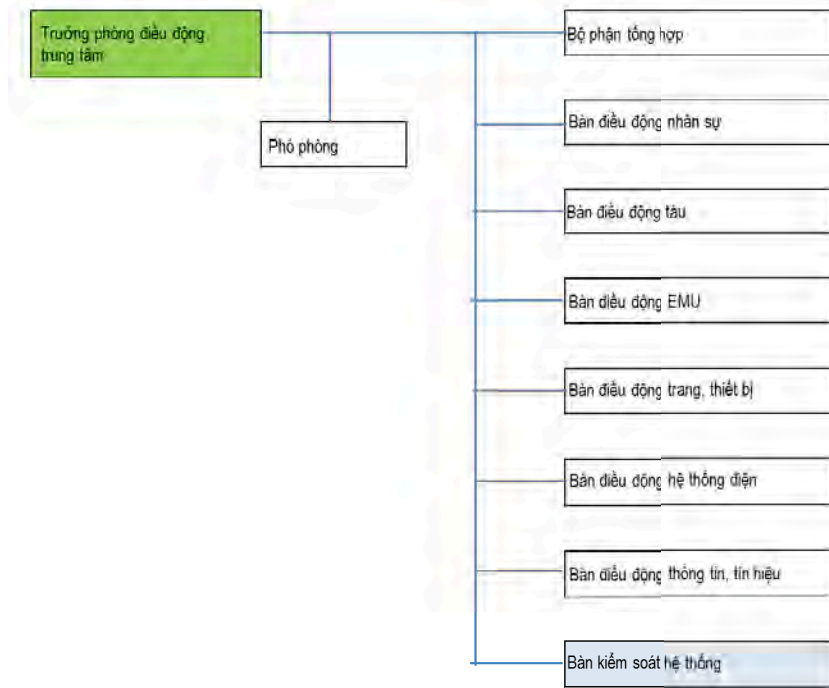 Trưởng phòng điều động
trung tâm
Phó phòng
Bộ phận tổng hợp
Bàn điều động nhân sự
Bàn điều động tàu
Bàn điều động EMU
Bàn điều động trang, thiết bị
Bàn điều động hệ thống điện
Bàn điều động thông tin, tín hiệu
Bàn kiểm soát hệ thống